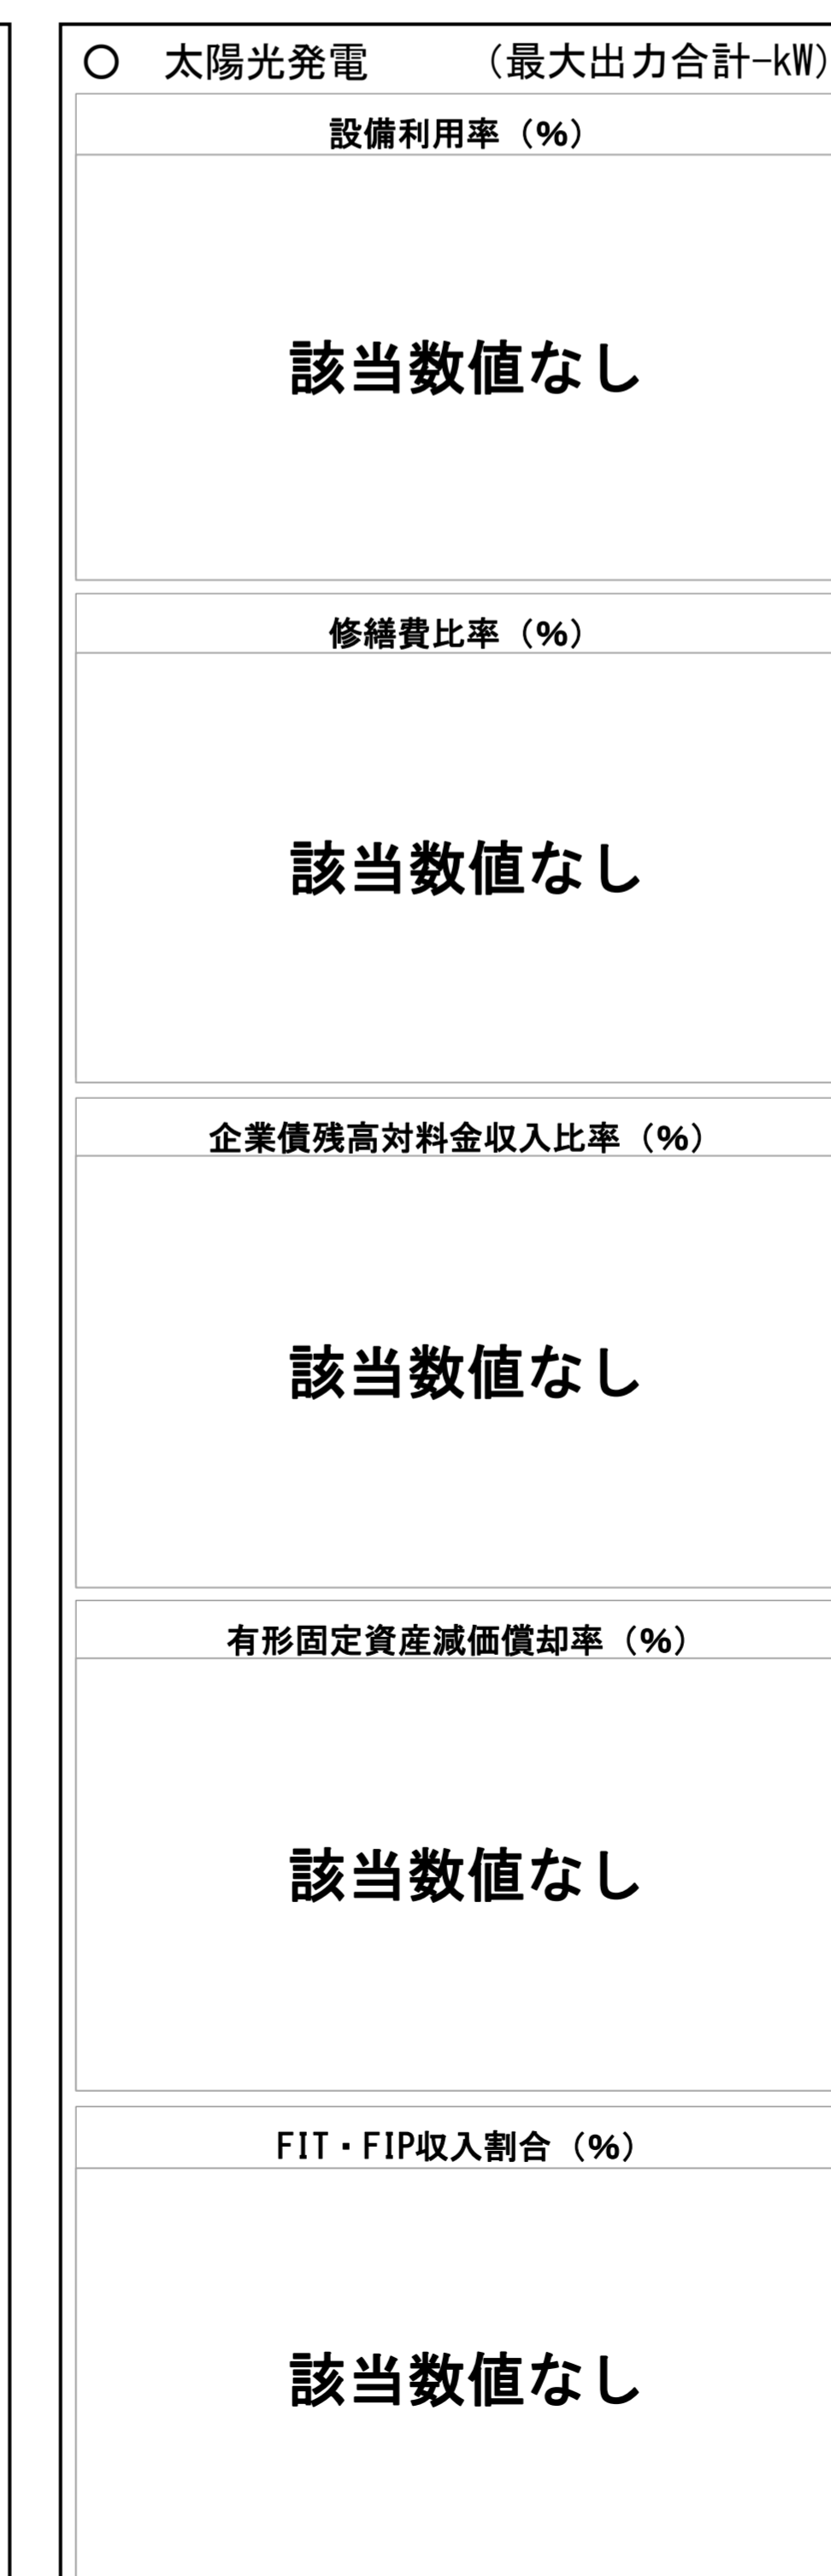 ○ 太陽光発電 （最大出力合計-kW）
設備利用率（%）
該当数値なし
修繕費比率（%）
該当数値なし
企業債残高対料金収入比率（%）
該当数値なし
有形固定資産減価償却率（%）
該当数値なし
FIT・FIP収入割合（%）
該当数値なし